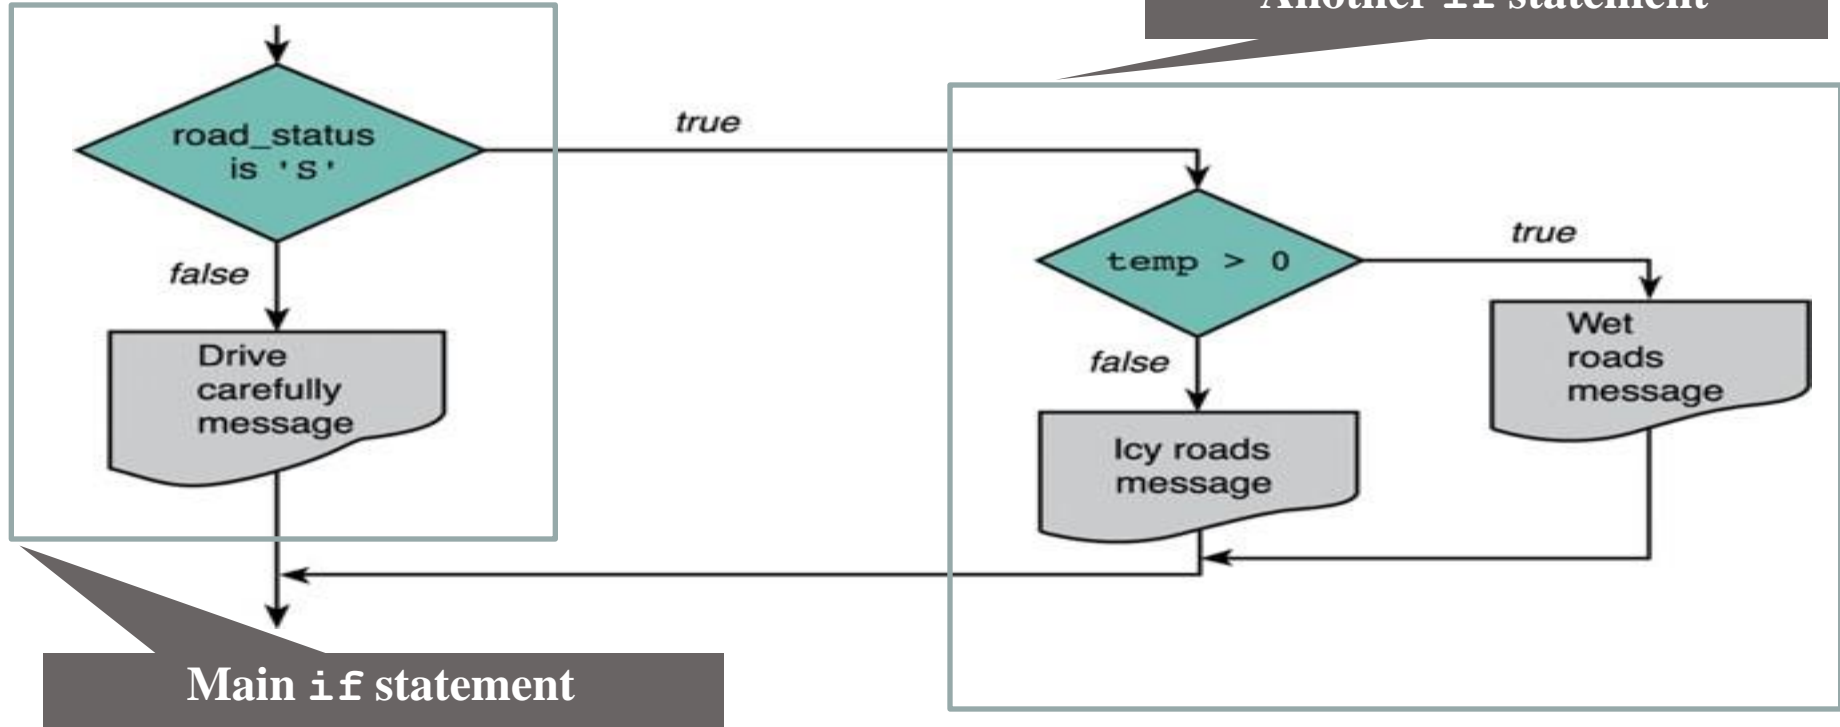 Another if statement
road_status
is 'S'
true
false
Drive
carefully
message
temp > 0
true
false
Wet
roads
message
Icy roads
message
Main if statement